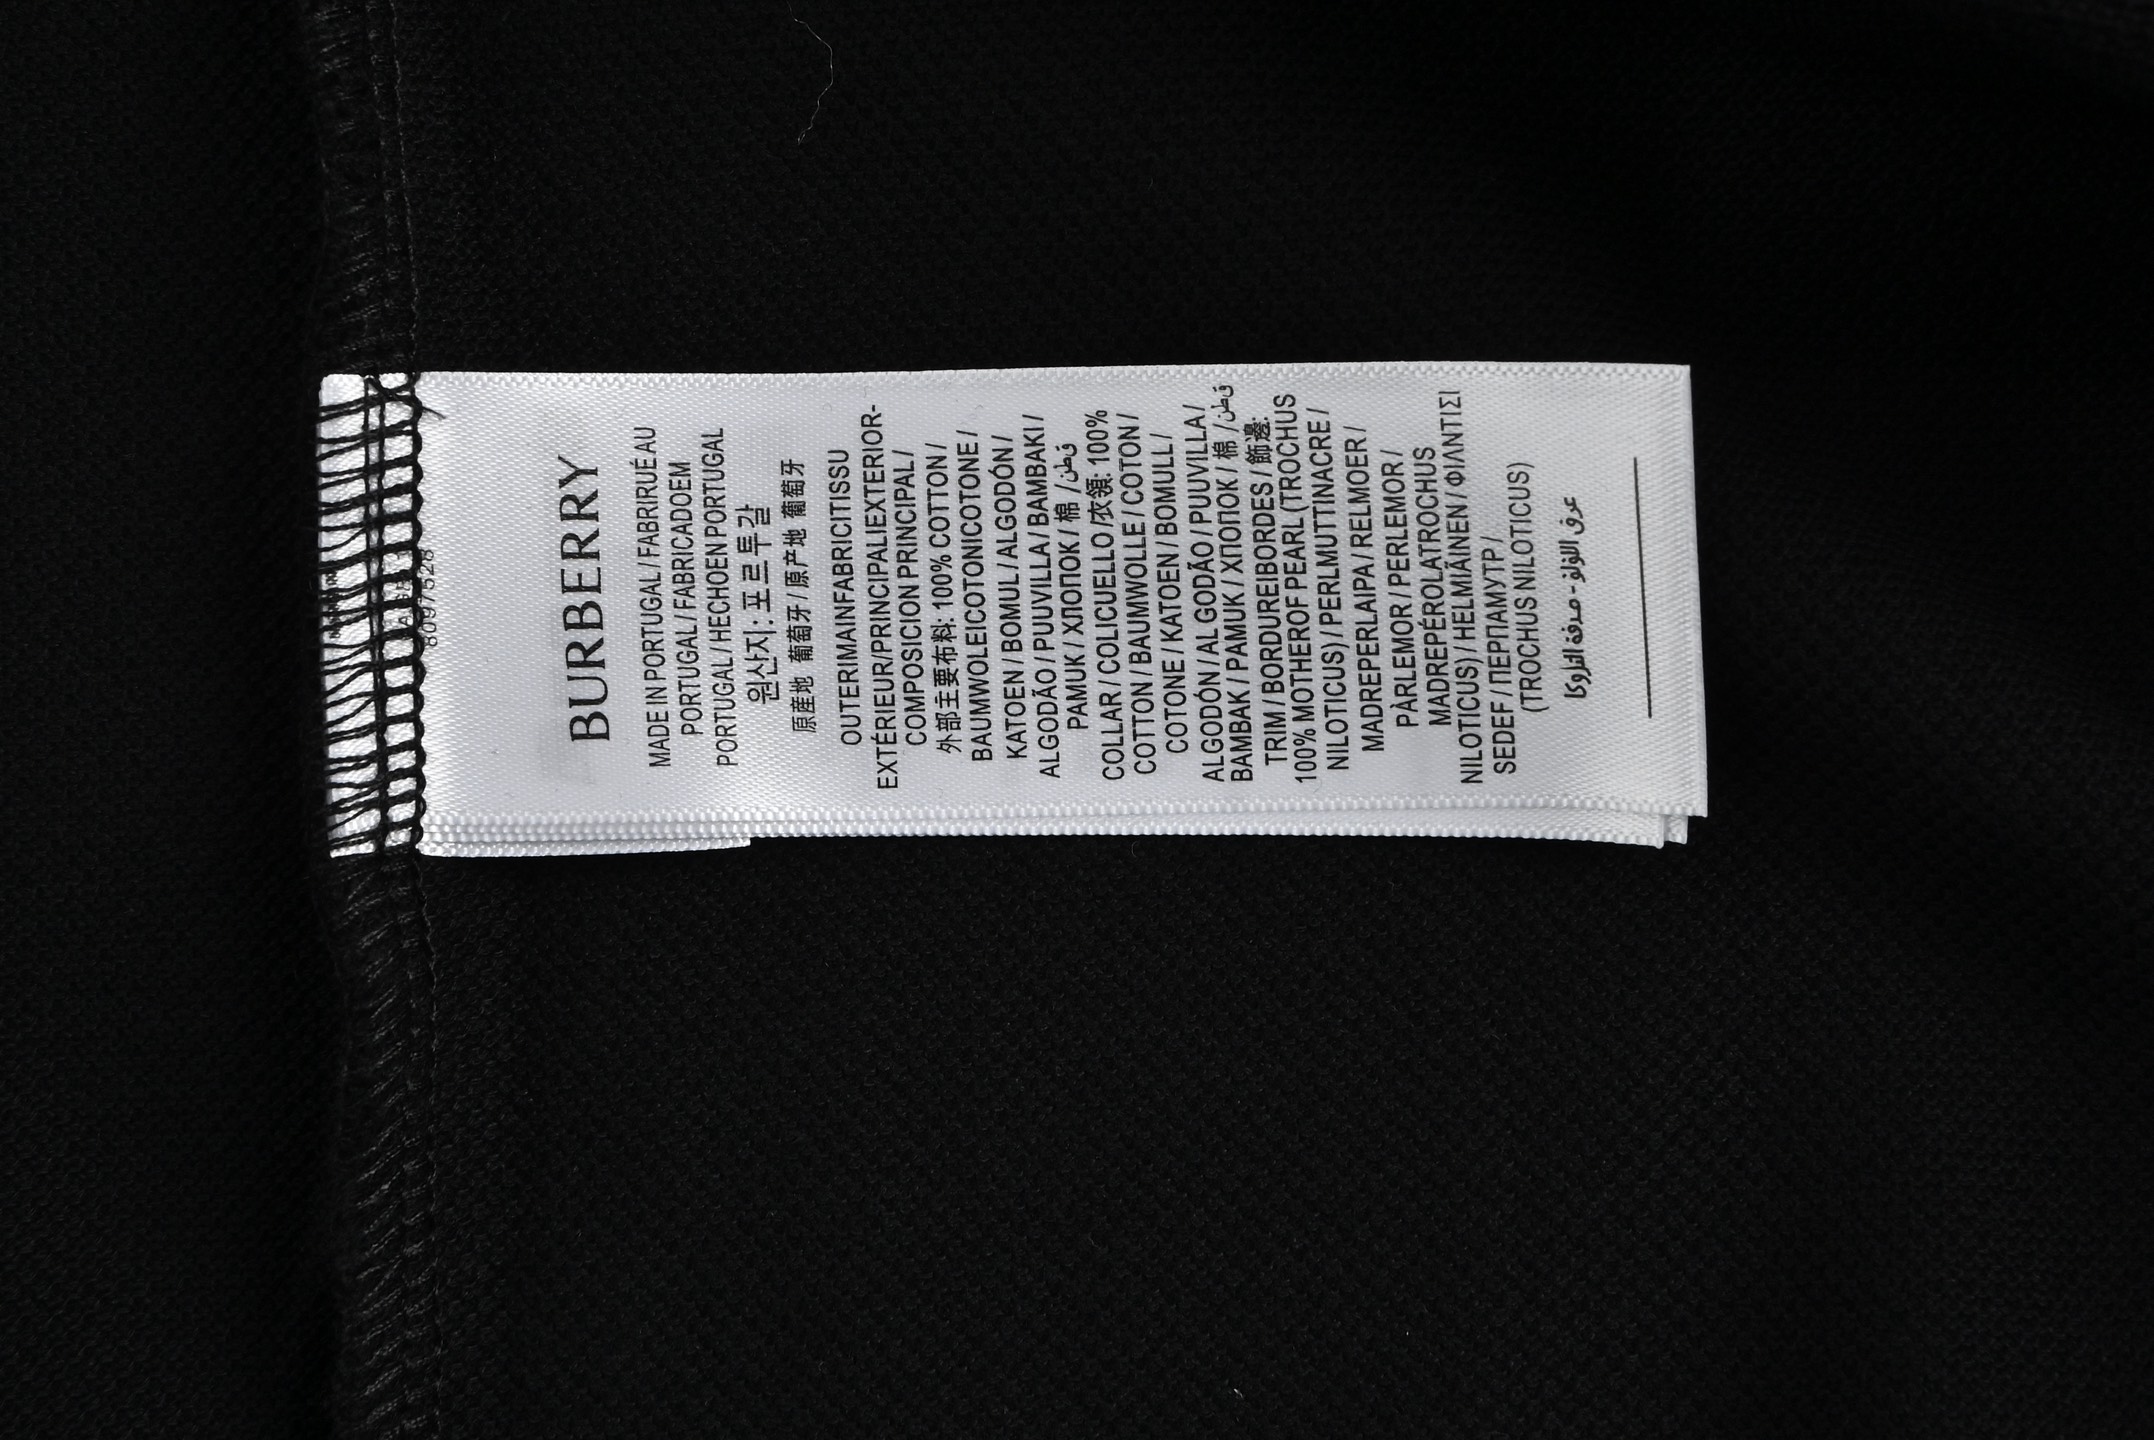 8097528
BURBERRY
MADE IN PORTUGAL / FABRIRUÉ AU
PORTUGAL / FABRICADOEM
PORTUGAL / HECHOEN PORTUGAL
원산지: 포르투갈
原産地 葡萄牙 / 原产地 葡萄牙
OUTERIMAINFABRICITISSU
EXTÉRIEUR/PRINCIPALIEXTERIOR-
COMPOSICION PRINCIPAL /
外部主要布料: 100% COTTON /
BAUMWOLEICOTONICOTONE /
KATOEN / BOMUL / ALGODÓN /
ALGODÃO / PUUVILLA / BAMBAKI /
PAMUK / ХЛОПОК / 棉 / قطن
COLLAR / COLICUELLO /衣領: 100%
COTTON / BAUMWOLLE / COTON /
COTONE / KATOEN / BOMULL /
ALGODÓN / AL GODÃO / PUUVILLA /
BAMBAK / PAMUK / ХЛОПОК / 棉 / قطن
TRIM / BORDUREIBORDES / 飾邊:
100% MOTHEROF PEARL (TROCHUS
NILOTICUS) / PERLMUTTINACRE /
MADREPERLAIPA / RELMOER /
PÀRLEMOR / PERLEMOR /
MADREPÉROLATROCHUS
NILOTICUS) / HELMIÃINEN / ΦΙΛΝΤΙΣΙ
SEDEF / ПЕРПАМУТР /
(TROCHUS NILOTICUS)
عرق اللؤلؤ - صدفة التروكا